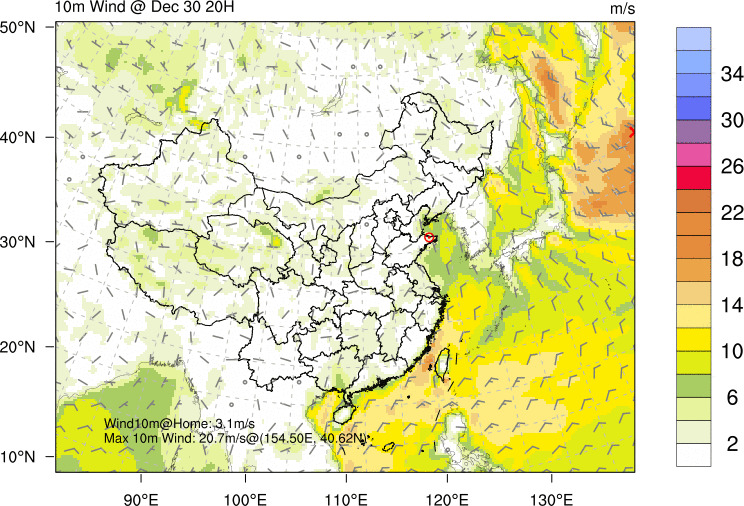 10m Wind @ Dec 30 20H
m/s
50°N
40°N
30°N
20°N
10°N
34
30
26
22
18
14
10
6
2
Wind10m@Home: 3.1m/s
Max 10m Wind: 20.7m/s@(154.50E, 40.62N)
90°E
100°E
110°E
120°E
130°E